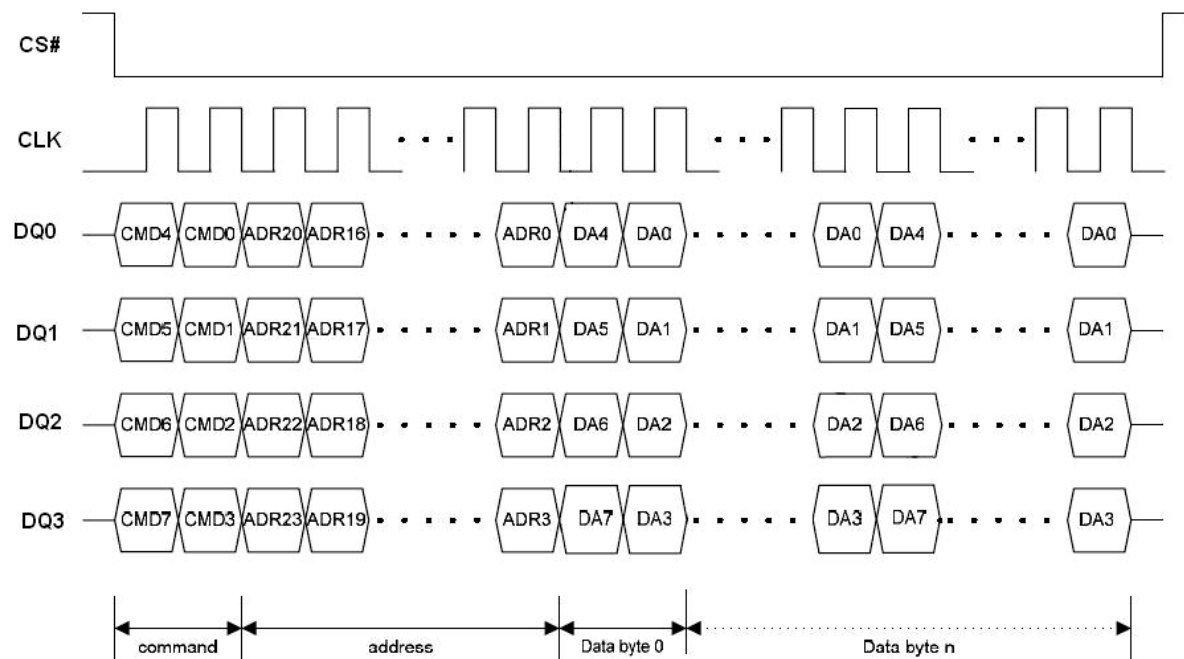 CS#
CLK
DQ0 CMD4 CMD0 ADR20 ADR16 ADR0 DA4 DA0 DA0 DA4 DA0
DQ1 CMD5 CMD1 ADR21 ADR17 ADR1 DA5 DA1 DA1 DA5 DA1
DQ2 CMD6 CMD2 ADR22 ADR18 ADR2 DA6 DA2 DA2 DA6 DA2
DQ3 CMD7 CMD3 ADR23 ADR19 ADR3 DA7 DA3 DA3 DA7 DA3
command address Data byte 0 Data byte n